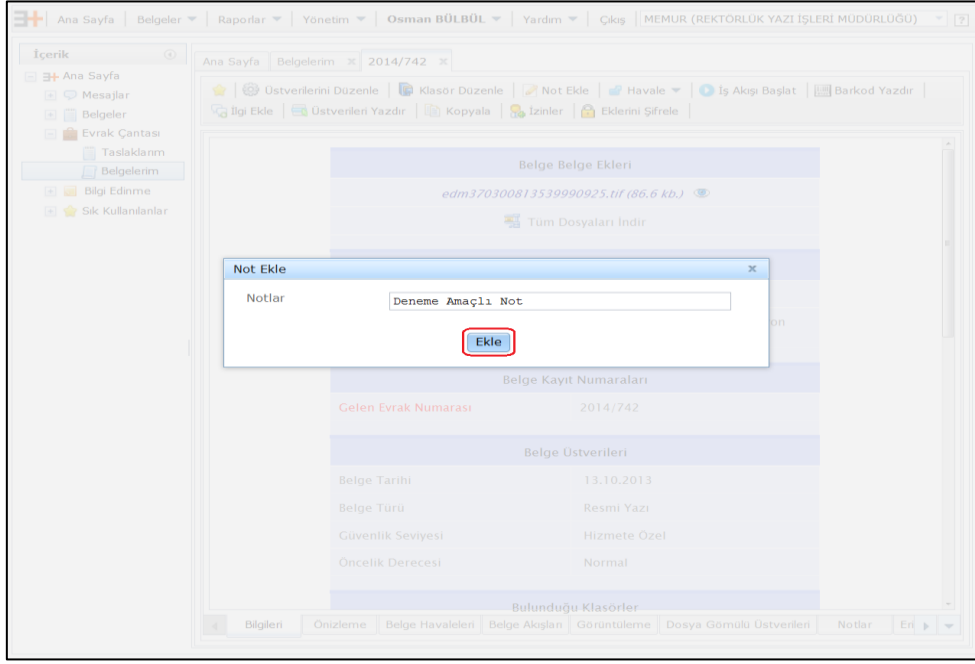 Ana Sayfa Belgeler Raporlar Yönetim Osman BÜLBÜL Yardım Çıkış MEMUR (REKTÖRLÜK YAZI İŞLERİ MÜDÜRLÜĞÜ) ?
İçerik
Ana Sayfa
Mesajlar
Belgeler
Evrak Çantası
Taslaklarım
Belgelerim
Bilgi Edinme
Sık Kullanılanlar
Ana Sayfa Belgelerim 2014/742
Üstverilerini Düzenle Klasör Düzenle Not Ekle Havale İş Akışı Başlat Barkod Yazdır
İlgi Ekle Üstverileri Yazdır Kopyala İzinler Eklerini Şifrele
Belge Belge Ekleri
edm370300813539990925.tif (86.6 kb.)
Tüm Dosyaları İndir
Not Ekle
Notlar Deneme Amaçlı Not
Ekle
on
Belge Kayıt Numaraları
Gelen Evrak Numarası 2014/742
Belge Üstverileri
Belge Tarihi 13.10.2013
Belge Türü Resmi Yazı
Güvenlik Seviyesi Hizmete Özel
Öncelik Derecesi Normal
Bulunduğu Klasörler
Bilgileri Önizleme Belge Havaleleri Belge Akışları Görüntüleme Dosya Gömülü Üstverileri Notlar Eri